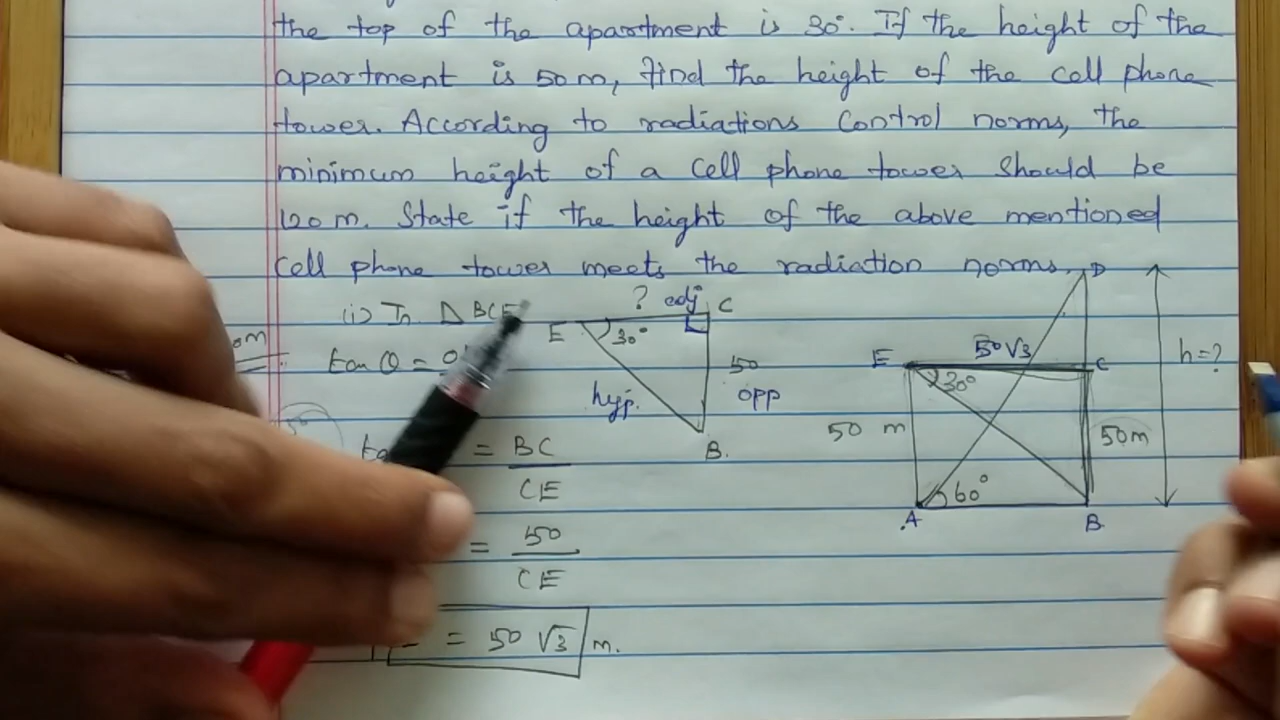 the top of the apartment is 30°. If the height of the
apartment is 50 m, find the height of the cell phone
tower. According to radiations Control norms, the
minimum height of a cell phone tower should be
120 m. State if the height of the above mentioned
cell phone tower meets the radiation norms.
(i) In Δ BCE
tan θ =
= BC
CE
= 50
CE
= 50 √3 m.
? adj C
E 30°
50
hyp. opp
B.
D
E 50√3 C
30°
50 m 50m
h=?
60°
A B